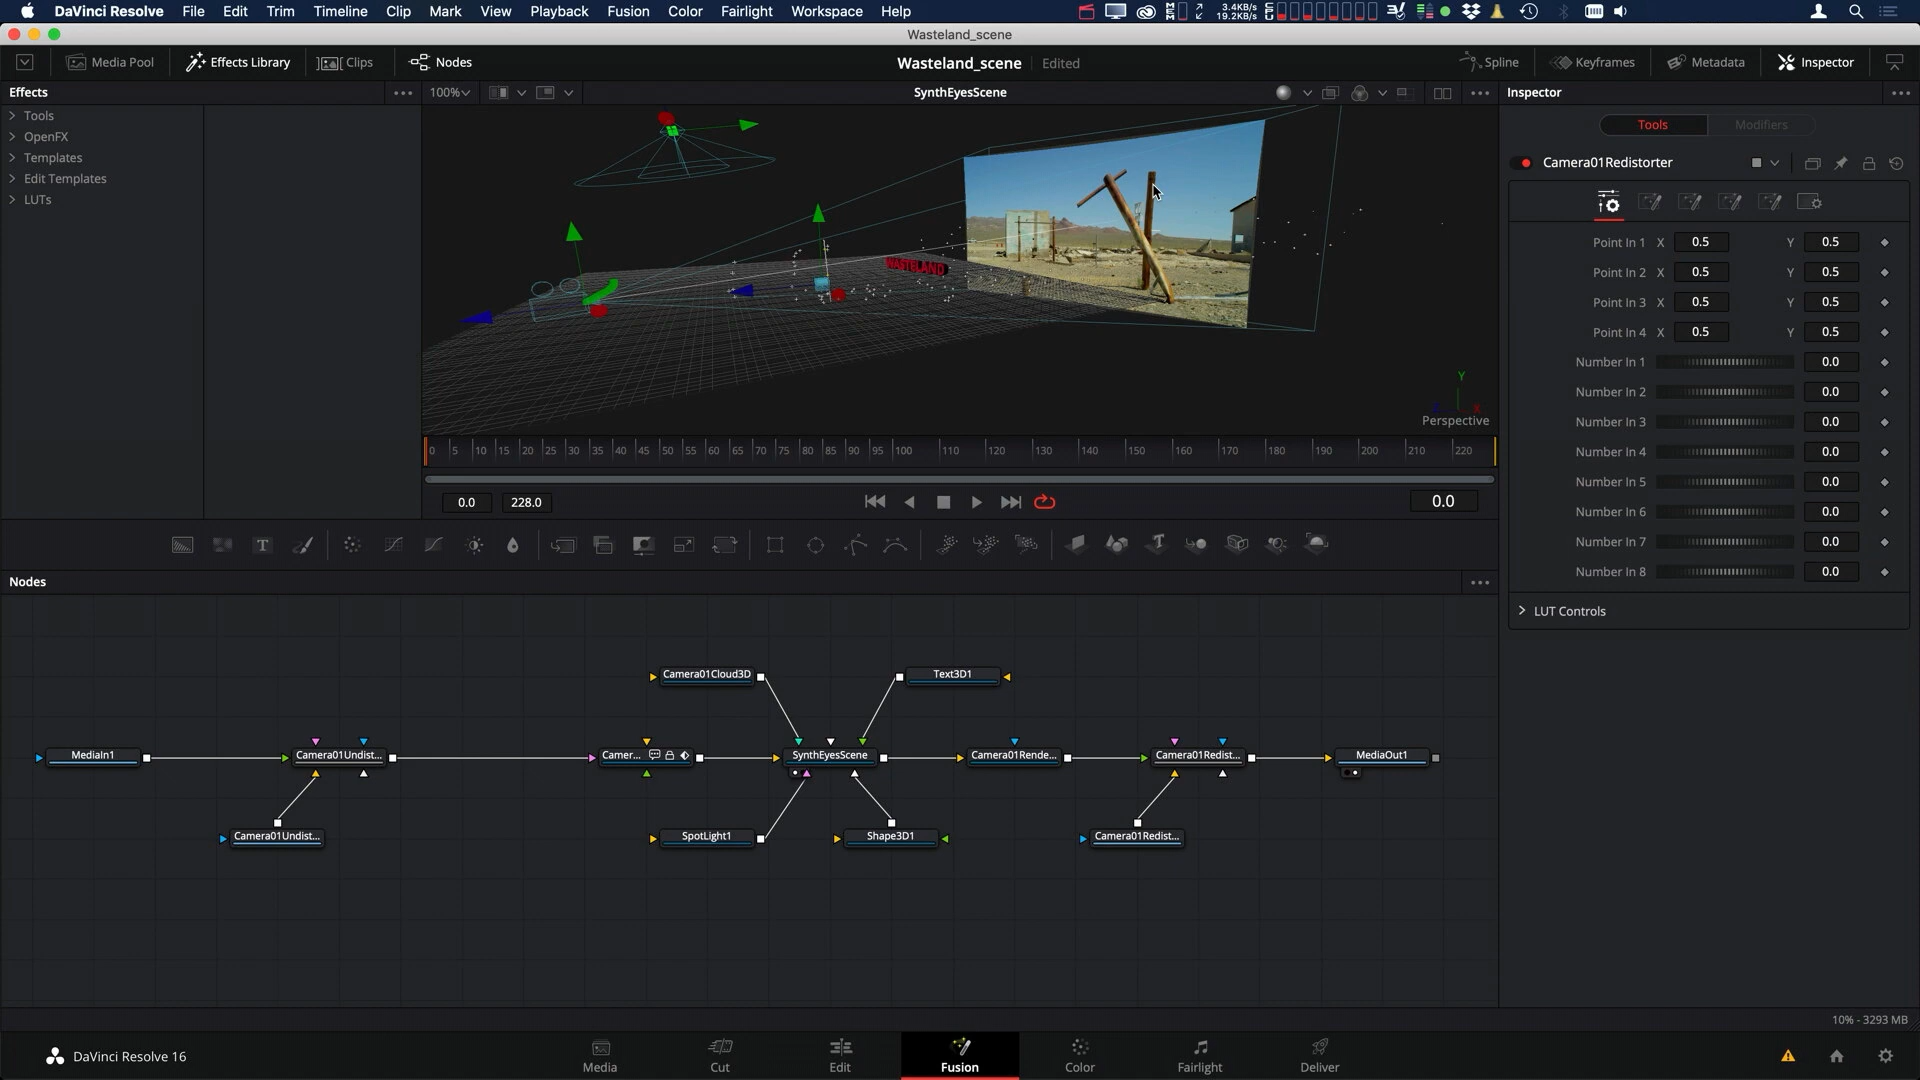 DaVinci Resolve File Edit Trim Timeline Clip Mark View Playback Fusion Color Fairlight Workspace Help 3.4KB/s 19.2KB/s
Wasteland_scene
Media Pool Effects Library Clips Nodes Wasteland_scene Edited Spline Keyframes Metadata Inspector
Effects 100% SynthEyesScene Inspector
Tools
OpenFX
Templates
Edit Templates
LUTs
WASTELAND
Y
X
Perspective
0 5 10 15 20 25 30 35 40 45 50 55 60 65 70 75 80 85 90 95 100 110 120 130 140 150 160 170 180 190 200 210 220
0.0 228.0 0.0
Tools Modifiers
Camera01Redistorter
Point In 1 X 0.5 Y 0.5
Point In 2 X 0.5 Y 0.5
Point In 3 X 0.5 Y 0.5
Point In 4 X 0.5 Y 0.5
Number In 1 0.0
Number In 2 0.0
Number In 3 0.0
Number In 4 0.0
Number In 5 0.0
Number In 6 0.0
Number In 7 0.0
Number In 8 0.0
LUT Controls
T
Nodes
Camera01Cloud3D Text3D1
MediaIn1 Camera01Undist... Camer... SynthEyesScene Camera01Rende... Camera01Redist... MediaOut1
Camera01Undist... SpotLight1 Shape3D1 Camera01Redist...
10% - 3293 MB
DaVinci Resolve 16 Media Cut Edit Fusion Color Fairlight Deliver